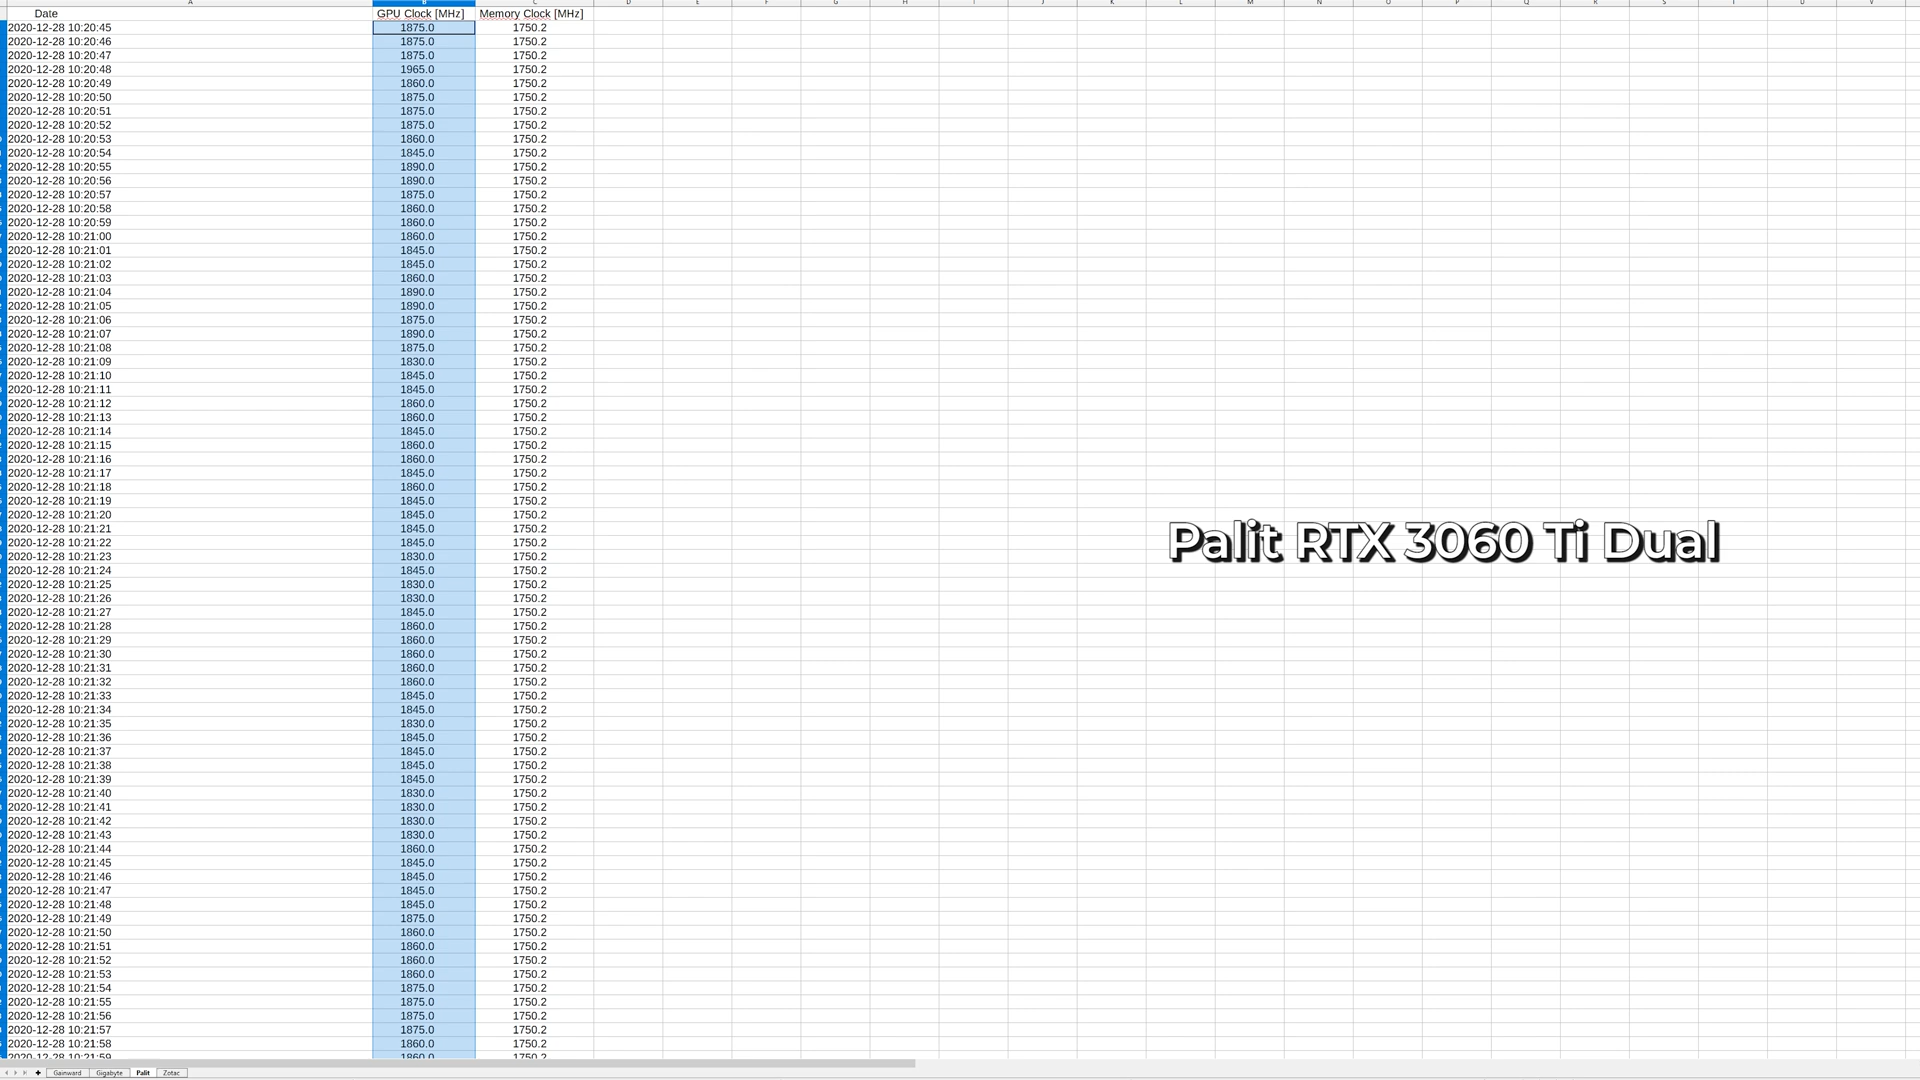 A B C D E F G H I J K L M N O P Q R S T U V
Date GPU Clock [MHz] Memory Clock [MHz]
2020-12-28 10:20:45 1875.0 1750.2
2020-12-28 10:20:46 1875.0 1750.2
2020-12-28 10:20:47 1875.0 1750.2
2020-12-28 10:20:48 1965.0 1750.2
2020-12-28 10:20:49 1860.0 1750.2
2020-12-28 10:20:50 1875.0 1750.2
2020-12-28 10:20:51 1875.0 1750.2
2020-12-28 10:20:52 1875.0 1750.2
2020-12-28 10:20:53 1860.0 1750.2
2020-12-28 10:20:54 1845.0 1750.2
2020-12-28 10:20:55 1890.0 1750.2
2020-12-28 10:20:56 1890.0 1750.2
2020-12-28 10:20:57 1875.0 1750.2
2020-12-28 10:20:58 1860.0 1750.2
2020-12-28 10:20:59 1860.0 1750.2
2020-12-28 10:21:00 1860.0 1750.2
2020-12-28 10:21:01 1845.0 1750.2
2020-12-28 10:21:02 1845.0 1750.2
2020-12-28 10:21:03 1860.0 1750.2
2020-12-28 10:21:04 1890.0 1750.2
2020-12-28 10:21:05 1890.0 1750.2
2020-12-28 10:21:06 1875.0 1750.2
2020-12-28 10:21:07 1890.0 1750.2
2020-12-28 10:21:08 1875.0 1750.2
2020-12-28 10:21:09 1830.0 1750.2
2020-12-28 10:21:10 1845.0 1750.2
2020-12-28 10:21:11 1845.0 1750.2
2020-12-28 10:21:12 1860.0 1750.2
2020-12-28 10:21:13 1860.0 1750.2
2020-12-28 10:21:14 1845.0 1750.2
2020-12-28 10:21:15 1860.0 1750.2
2020-12-28 10:21:16 1860.0 1750.2
2020-12-28 10:21:17 1845.0 1750.2
2020-12-28 10:21:18 1860.0 1750.2
2020-12-28 10:21:19 1845.0 1750.2
2020-12-28 10:21:20 1845.0 1750.2
2020-12-28 10:21:21 1845.0 1750.2
2020-12-28 10:21:22 1845.0 1750.2
Palit RTX 3060 Ti Dual
2020-12-28 10:21:23 1830.0 1750.2
2020-12-28 10:21:24 1845.0 1750.2
2020-12-28 10:21:25 1830.0 1750.2
2020-12-28 10:21:26 1830.0 1750.2
2020-12-28 10:21:27 1845.0 1750.2
2020-12-28 10:21:28 1860.0 1750.2
2020-12-28 10:21:29 1860.0 1750.2
2020-12-28 10:21:30 1860.0 1750.2
2020-12-28 10:21:31 1860.0 1750.2
2020-12-28 10:21:32 1860.0 1750.2
2020-12-28 10:21:33 1845.0 1750.2
2020-12-28 10:21:34 1845.0 1750.2
2020-12-28 10:21:35 1830.0 1750.2
2020-12-28 10:21:36 1845.0 1750.2
2020-12-28 10:21:37 1845.0 1750.2
2020-12-28 10:21:38 1845.0 1750.2
2020-12-28 10:21:39 1845.0 1750.2
2020-12-28 10:21:40 1830.0 1750.2
2020-12-28 10:21:41 1830.0 1750.2
2020-12-28 10:21:42 1830.0 1750.2
2020-12-28 10:21:43 1830.0 1750.2
2020-12-28 10:21:44 1860.0 1750.2
2020-12-28 10:21:45 1845.0 1750.2
2020-12-28 10:21:46 1845.0 1750.2
2020-12-28 10:21:47 1845.0 1750.2
2020-12-28 10:21:48 1845.0 1750.2
2020-12-28 10:21:49 1875.0 1750.2
2020-12-28 10:21:50 1860.0 1750.2
2020-12-28 10:21:51 1860.0 1750.2
2020-12-28 10:21:52 1860.0 1750.2
2020-12-28 10:21:53 1860.0 1750.2
2020-12-28 10:21:54 1875.0 1750.2
2020-12-28 10:21:55 1875.0 1750.2
2020-12-28 10:21:56 1875.0 1750.2
2020-12-28 10:21:57 1875.0 1750.2
2020-12-28 10:21:58 1860.0 1750.2
2020-12-28 10:21:59 1860.0 1750.2
Gainward Gigabyte Palit Zotac